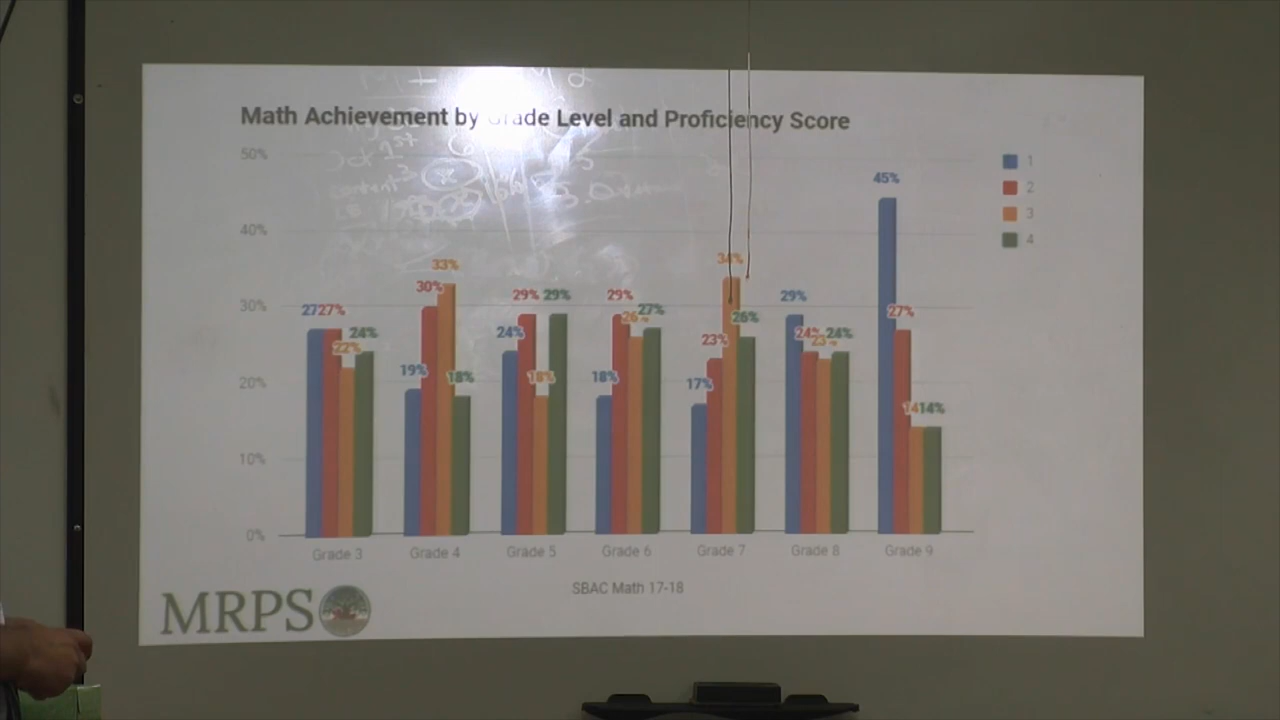 Math Achievement by Grade Level and Proficiency Score
50%
40%
30%
20%
10%
0%
27 27% 22% 24%
19% 30% 33% 18%
24% 29% 18% 29%
18% 29% 26% 27%
17% 23% 34% 26%
29% 24% 23% 24%
45% 27% 14 14%
Grade 3 Grade 4 Grade 5 Grade 6 Grade 7 Grade 8 Grade 9
SBAC Math 17-18
1
2
3
4
MRPS